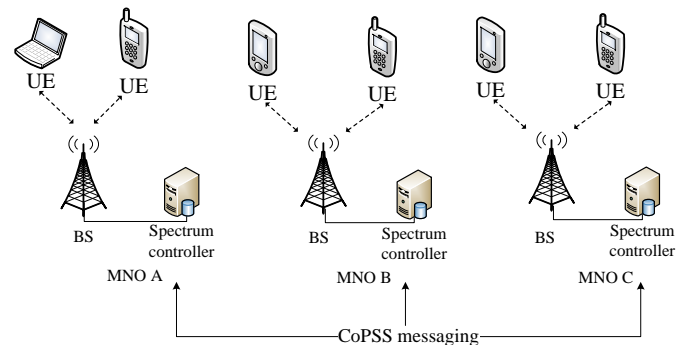 UE
UE
UE
UE
UE
UE
BS
Spectrum
controller
BS
Spectrum
controller
BS
Spectrum
controller
MNO A
MNO B
MNO C
CoPSS messaging